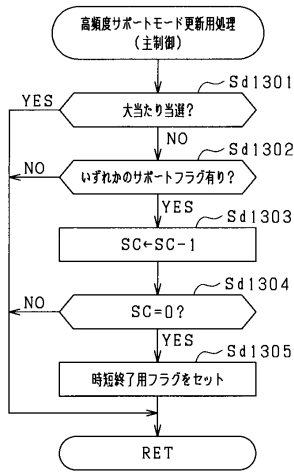 高頻度サポートモード更新用処理
(主制御)
Sd1301
YES
大当たり当選?
NO
Sd1302
NO
いずれかのサポートフラグ有り?
YES
Sd1303
SC←SC-1
Sd1304
NO
SC=0?
YES
Sd1305
時短終了用フラグをセット
RET